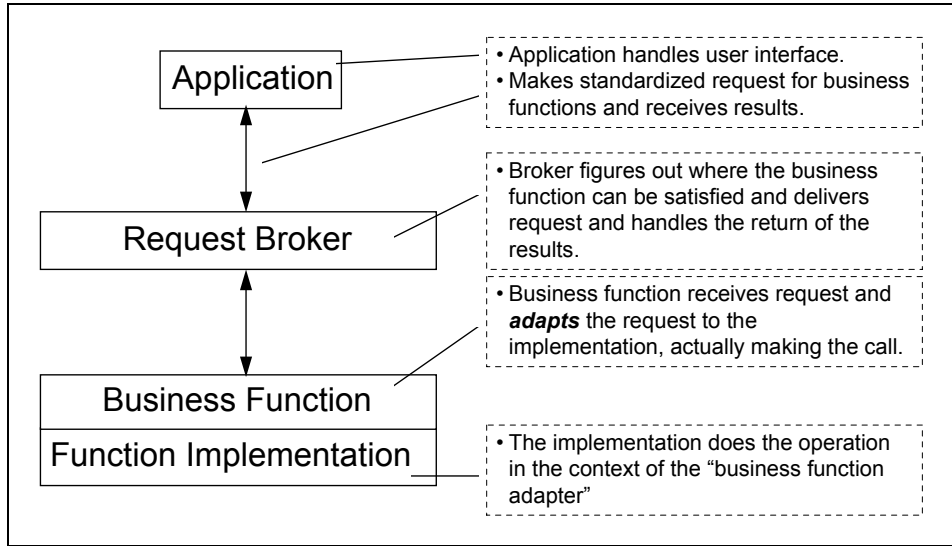 Application
• Application handles user interface.
• Makes standardized request for business
functions and receives results.
Request Broker
• Broker figures out where the business
function can be satisfied and delivers
request and handles the return of the
results.
Business Function
• Business function receives request and
adapts the request to the
implementation, actually making the call.
Function Implementation
• The implementation does the operation
in the context of the “business function
adapter”